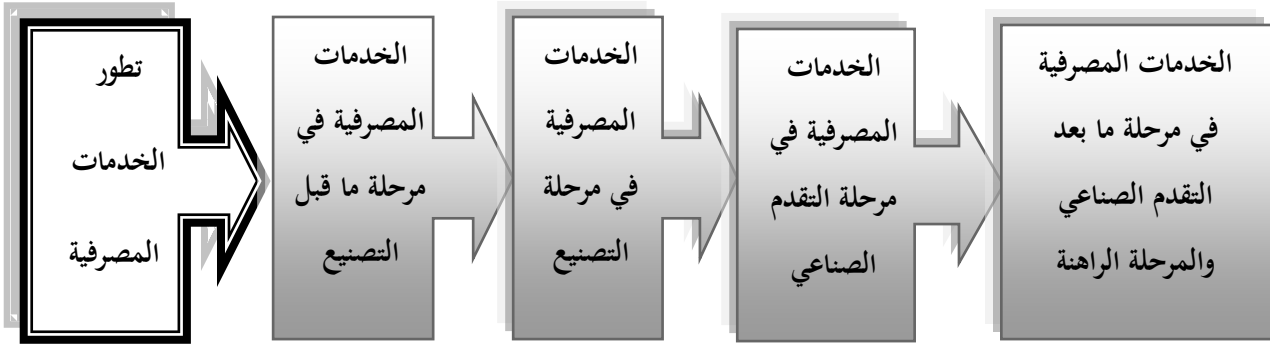 تطور
الخدمات
المصرفية
الخدمات
المصرفية في
مرحلة ما قبل
التصنيع
الخدمات
المصرفية
في مرحلة
التصنيع
الخدمات
المصرفية في
مرحلة التقدم
الصناعي
الخدمات المصرفية
في مرحلة ما بعد
التقدم الصناعي
والمرحلة الراهنة